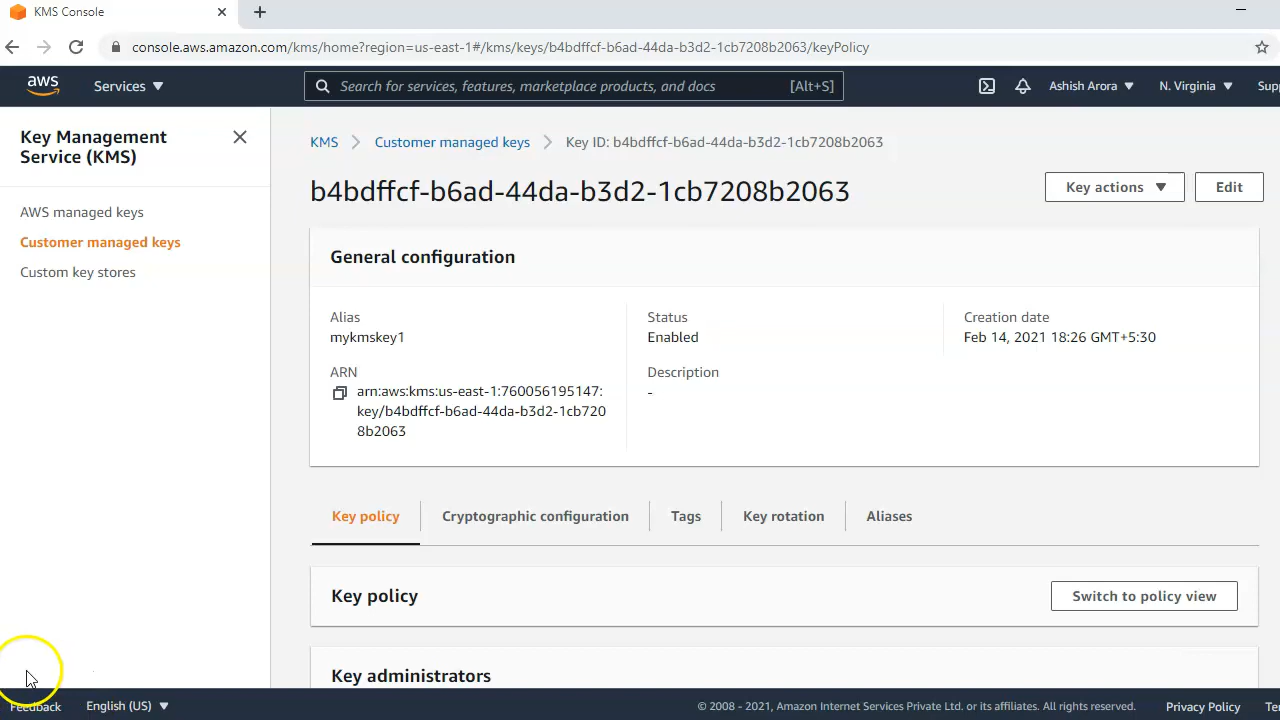 KMS Console
console.aws.amazon.com/kms/home?region=us-east-1#/kms/keys/b4bdffcf-b6ad-44da-b3d2-1cb7208b2063/keyPolicy
aws Services Search for services, features, marketplace products, and docs [Alt+S] Ashish Arora N. Virginia Supp
Key Management
Service (KMS)
AWS managed keys
Customer managed keys
Custom key stores
KMS Customer managed keys Key ID: b4bdffcf-b6ad-44da-b3d2-1cb7208b2063
b4bdffcf-b6ad-44da-b3d2-1cb7208b2063
Key actions Edit
General configuration
Alias
mykmskey1
ARN
arn:aws:kms:us-east-1:760056195147:
key/b4bdffcf-b6ad-44da-b3d2-1cb720
8b2063
Status
Enabled
Description
-
Creation date
Feb 14, 2021 18:26 GMT+5:30
Key policy Cryptographic configuration Tags Key rotation Aliases
Key policy Switch to policy view
Key administrators
Feedback English (US) © 2008 - 2021, Amazon Internet Services Private Ltd. or its affiliates. All rights reserved. Privacy Policy Te